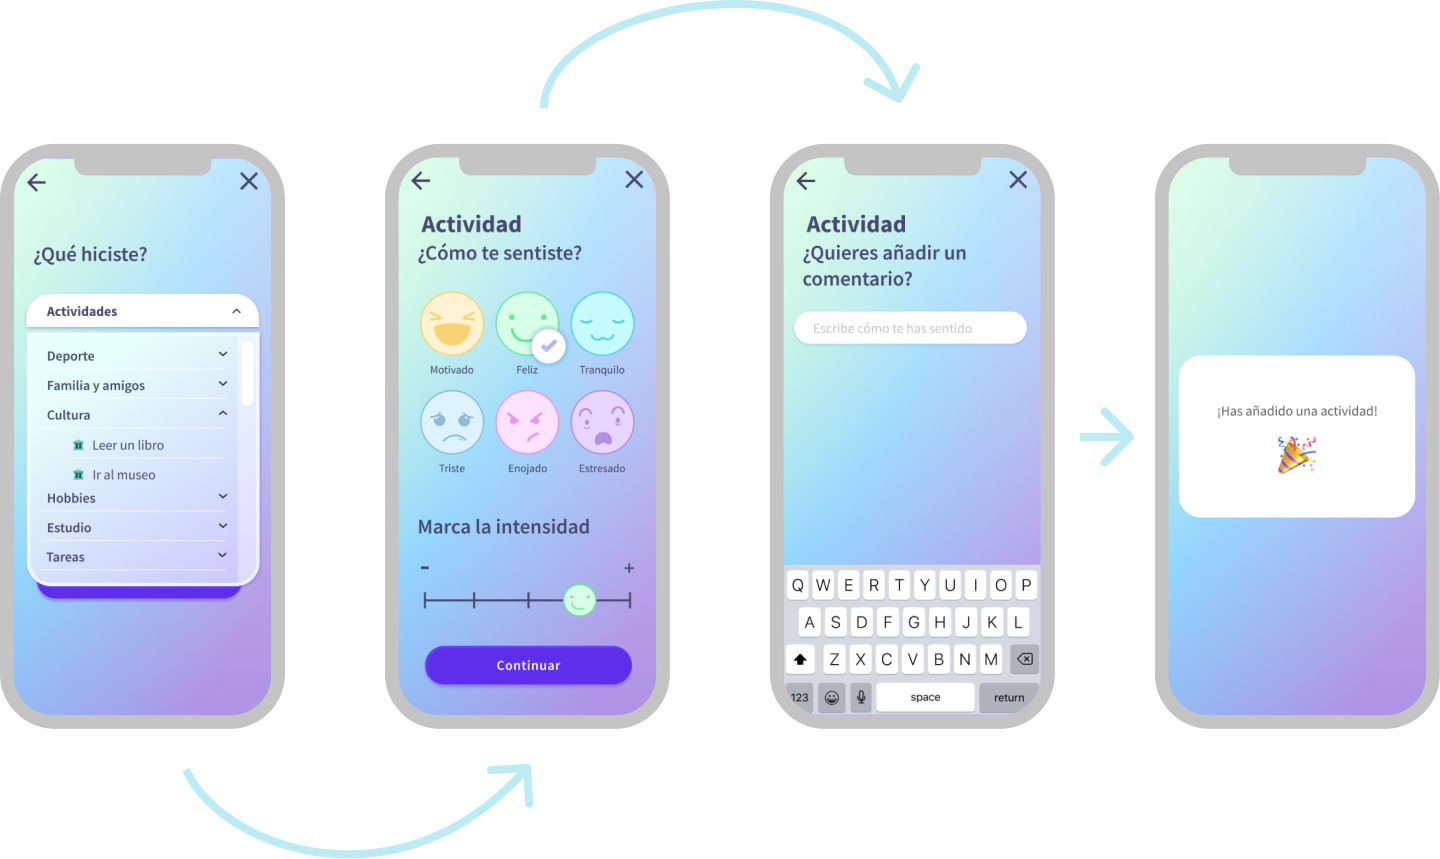 ¿Qué hiciste?
Actividades
Deporte
Familia y amigos
Cultura
Leer un libro
Ir al museo
Hobbies
Estudio
Tareas
Actividad
¿Cómo te sentiste?
Motivado Feliz Tranquilo
Triste Enojado Estresado
Marca la intensidad
- +
Continuar
Actividad
¿Quieres añadir un
comentario?
Escribe cómo te has sentido
Q W E R T Y U I O P
A S D F G H J K L
Z X C V B N M
123 space return
¡Has añadido una actividad!